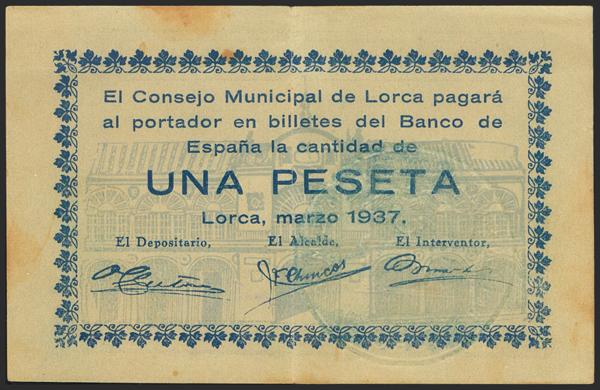 El Consejo Municipal de Lorca pagará
al portador en billetes del Banco de
España la cantidad de
UNA PESETA
Lorca, marzo 1937.
El Depositario, El Alcalde, El Interventor,